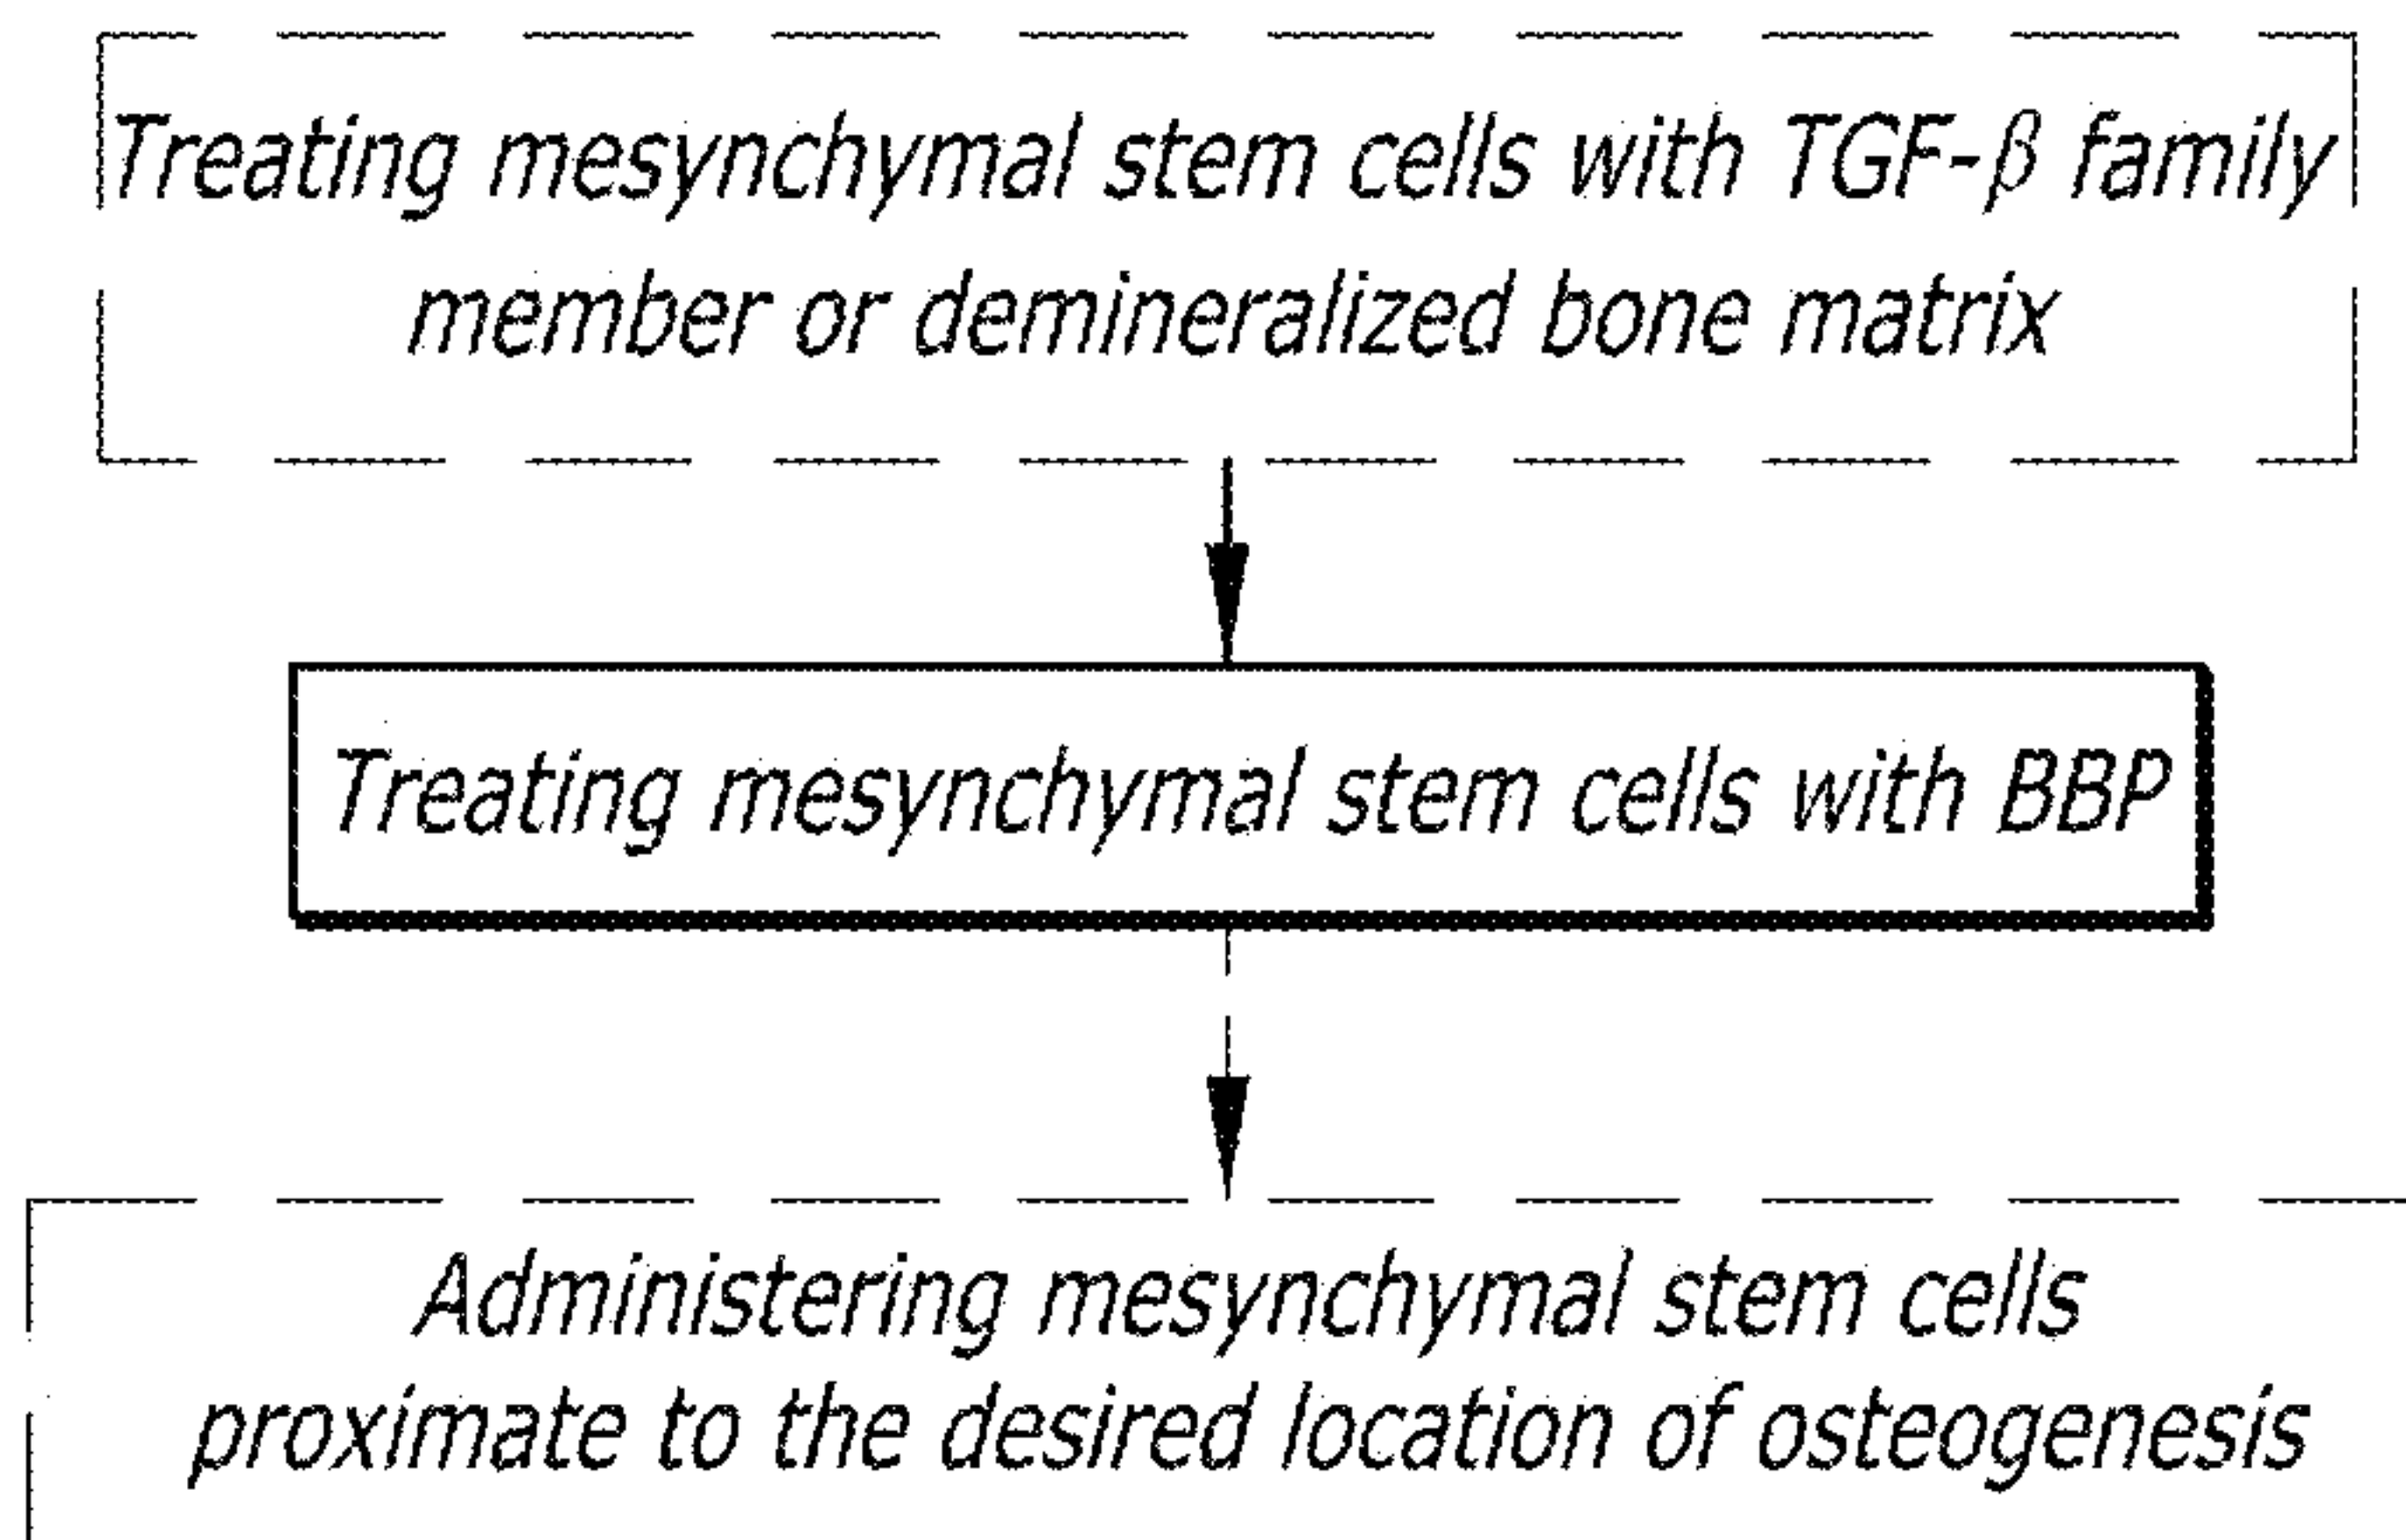 Treating mesynchymal stem cells with TGF-β family
member or demineralized bone matrix
Treating mesynchymal stem cells with BBP
Administering mesynchymal stem cells
proximate to the desired location of osteogenesis